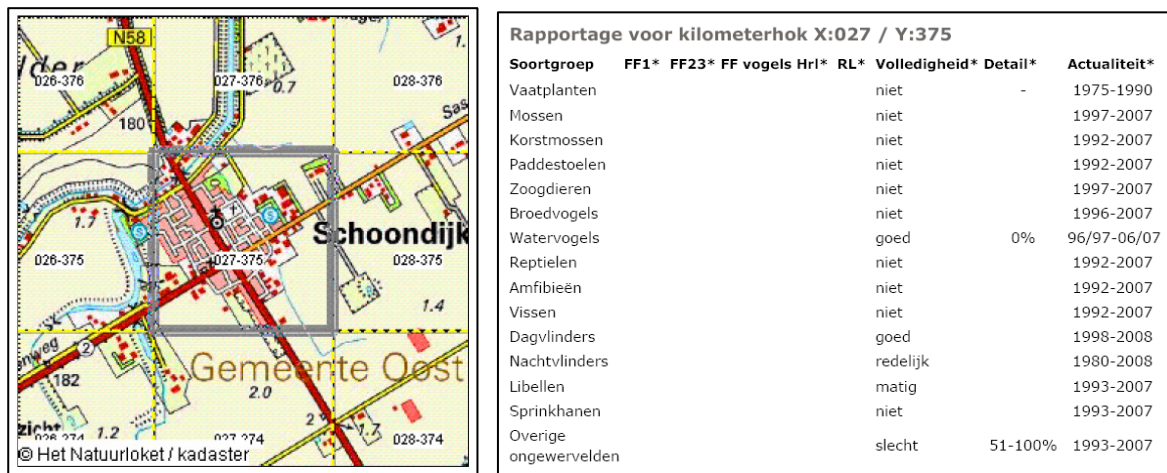 N58
026-376
027-376
028-376
0.7
180
Sas
1.7
Schoondijk
026-375
027-375
028-375
1.4
Gemeente Oost
2
182
2.0
2
1.7
zicht
1.2
028-374
© Het Natuurloket / kadaster
Rapportage voor kilometerhok X:027 / Y:375
Soortgroep FF1* FF23* FF vogels Hrl* RL* Volledigheid* Detail* Actualiteit*
Vaatplanten niet - 1975-1990
Mossen niet 1997-2007
Korstmossen niet 1992-2007
Paddestoelen niet 1992-2007
Zoogdieren niet 1997-2007
Broedvogels niet 1996-2007
Watervogels goed 0% 96/97-06/07
Reptielen niet 1992-2007
Amfibieën niet 1992-2007
Vissen niet 1992-2007
Dagvlinders goed 1998-2008
Nachtvlinders redelijk 1980-2008
Libellen matig 1993-2007
Sprinkhanen niet 1993-2007
Overige
ongewervelden slecht 51-100% 1993-2007